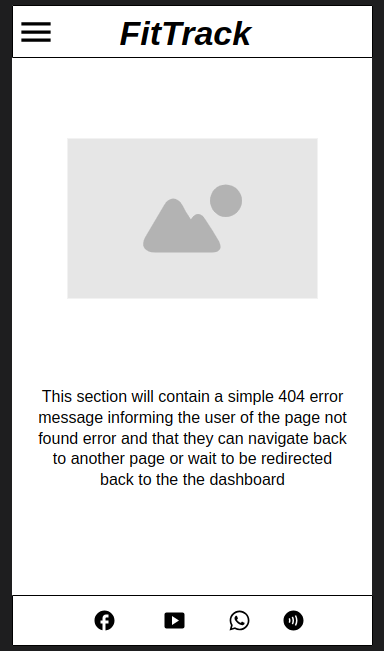 FitTrack
This section will contain a simple 404 error
message informing the user of the page not
found error and that they can navigate back
to another page or wait to be redirected
back to the the dashboard